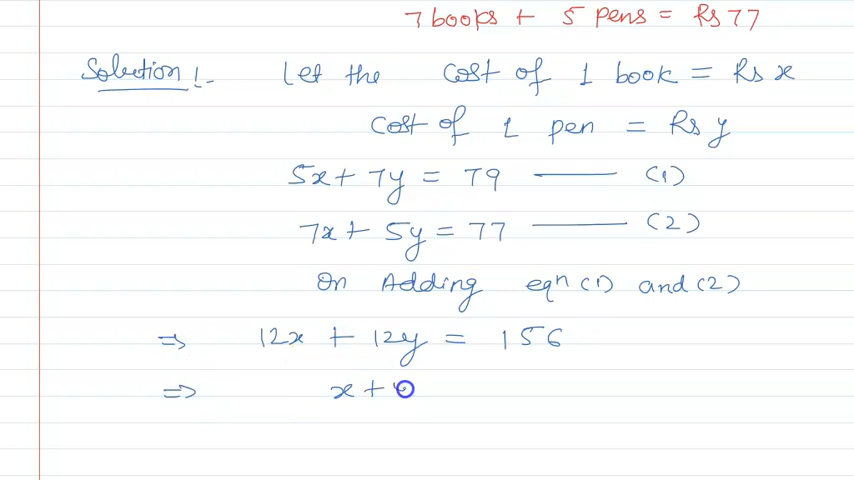 7 books + 5 pens = Rs 77
Solution :- Let the cost of 1 book = Rs x
cost of 1 pen = Rs y
5x + 7y = 79 —— (1)
7x + 5y = 77 —— (2)
On Adding eqn (1) and (2)
⇒ 12x + 12y = 156
⇒ x +